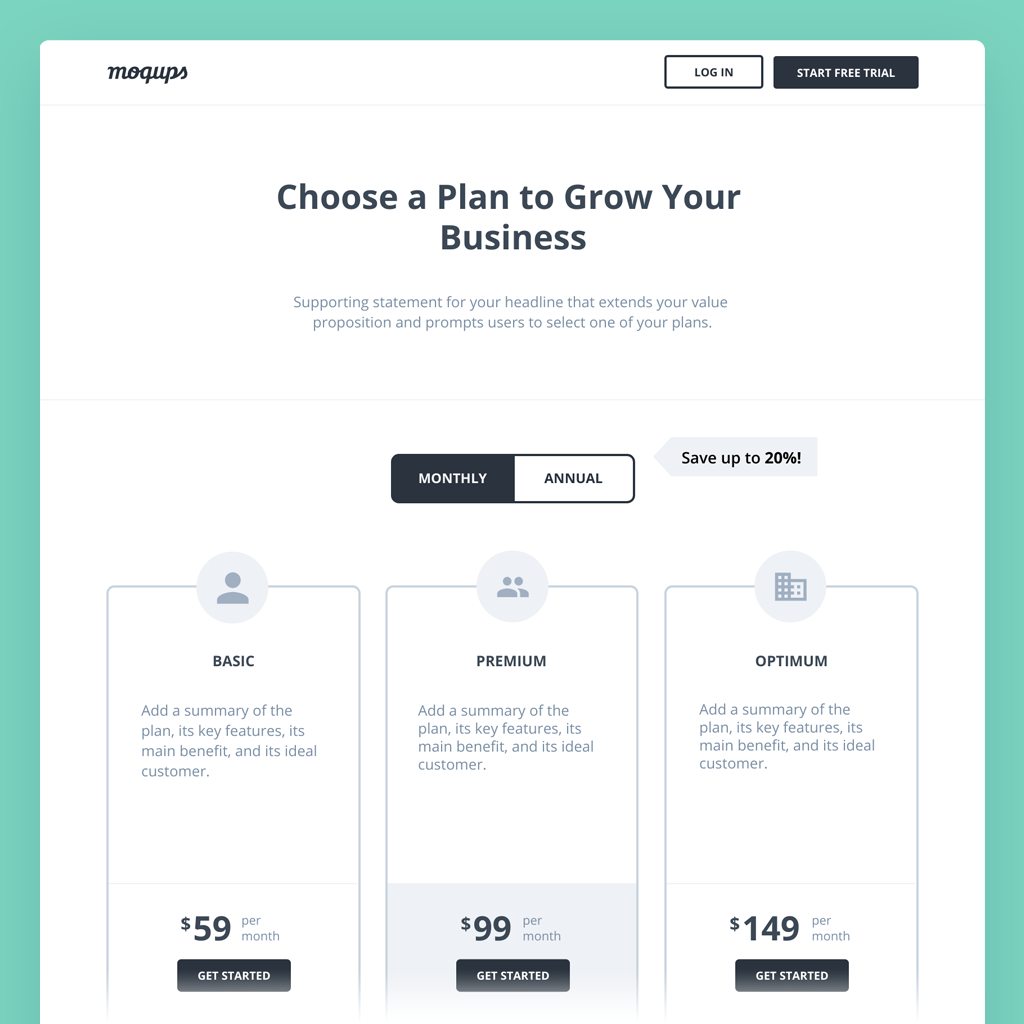 moqups
LOG IN
START FREE TRIAL
Choose a Plan to Grow Your
Business
Supporting statement for your headline that extends your value
proposition and prompts users to select one of your plans.
MONTHLY
ANNUAL
Save up to 20%!
BASIC
Add a summary of the
plan, its key features, its
main benefit, and its ideal
customer.
$59 per
month
GET STARTED
PREMIUM
Add a summary of the
plan, its key features, its
main benefit, and its ideal
customer.
$99 per
month
GET STARTED
OPTIMUM
Add a summary of the
plan, its key features, its
main benefit, and its ideal
customer.
$149 per
month
GET STARTED